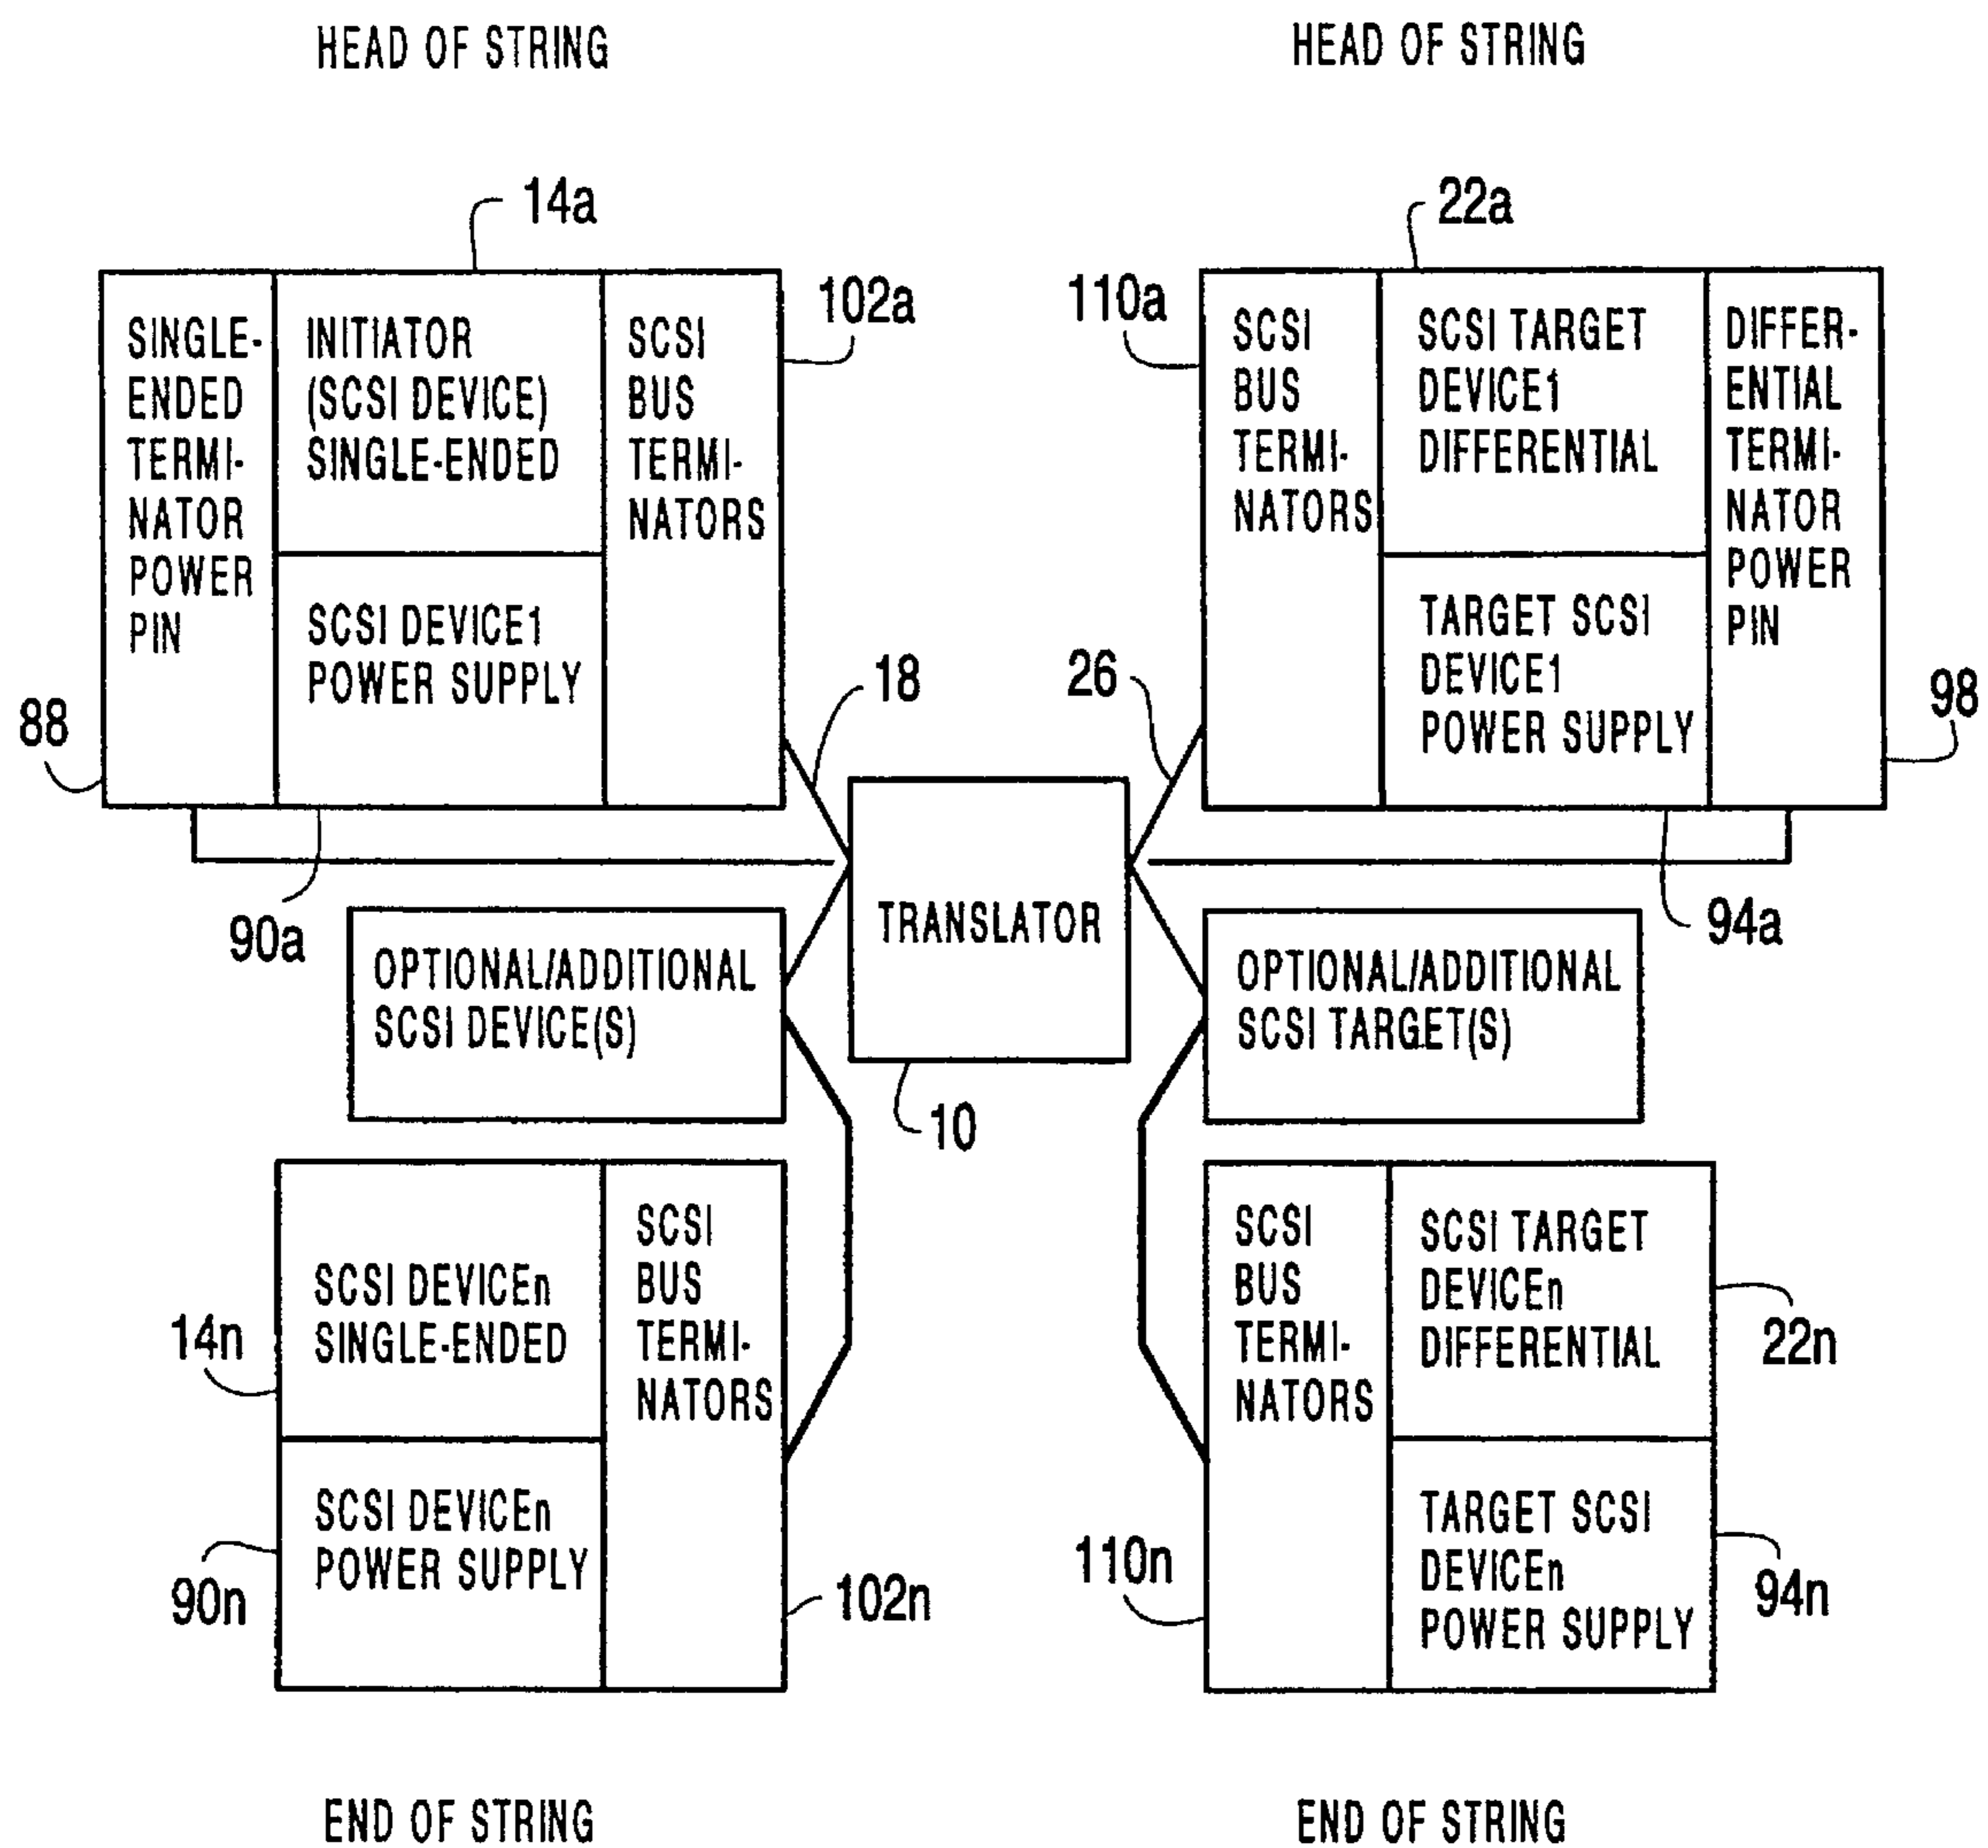 HEAD OF STRING
HEAD OF STRING
14a
22a
102a
110a
SINGLE-
ENDED
TERMI-
NATOR
POWER
PIN
INITIATOR
(SCSI DEVICE)
SINGLE-ENDED
SCSI DEVICE1
POWER SUPPLY
SCSI
BUS
TERMI-
NATORS
SCSI
BUS
TERMI-
NATORS
SCSI TARGET
DEVICE1
DIFFERENTIAL
TARGET SCSI
DEVICE1
POWER SUPPLY
DIFFER-
ENTIAL
TERMI-
NATOR
POWER
PIN
88
18
26
98
90a
94a
TRANSLATOR
10
OPTIONAL/ADDITIONAL
SCSI DEVICE(S)
OPTIONAL/ADDITIONAL
SCSI TARGET(S)
SCSI DEVICEn
SINGLE-ENDED
SCSI DEVICEn
POWER SUPPLY
SCSI
BUS
TERMI-
NATORS
14n
90n
102n
SCSI
BUS
TERMI-
NATORS
SCSI TARGET
DEVICEn
DIFFERENTIAL
TARGET SCSI
DEVICEn
POWER SUPPLY
22n
110n
94n
END OF STRING
END OF STRING